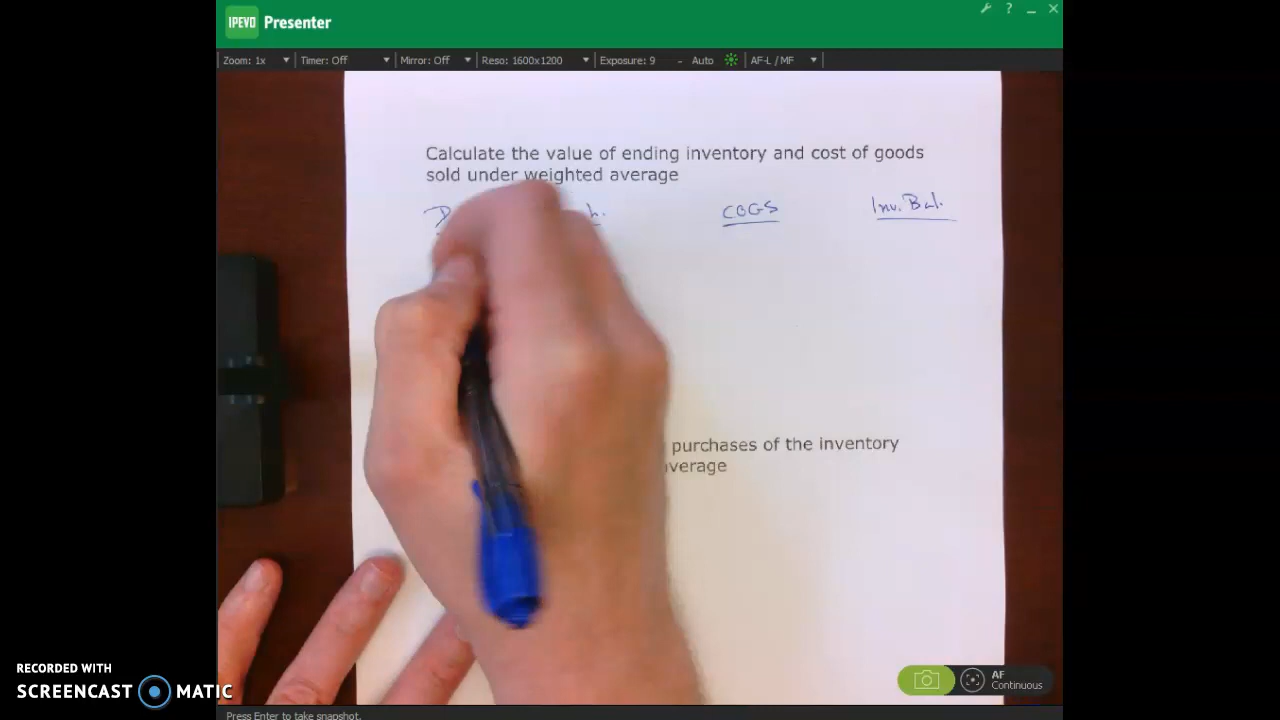 IPEVO Presenter
Zoom: 1x Timer: Off Mirror: Off Reso: 1600x1200 Exposure: 9 - Auto AF-L / MF
Calculate the value of ending inventory and cost of goods
sold under weighted average
COGS Inv. Bal.
purchases of the inventory
average
AF
Continuous
RECORDED WITH
SCREENCAST MATIC
Press Enter to take snapshot.